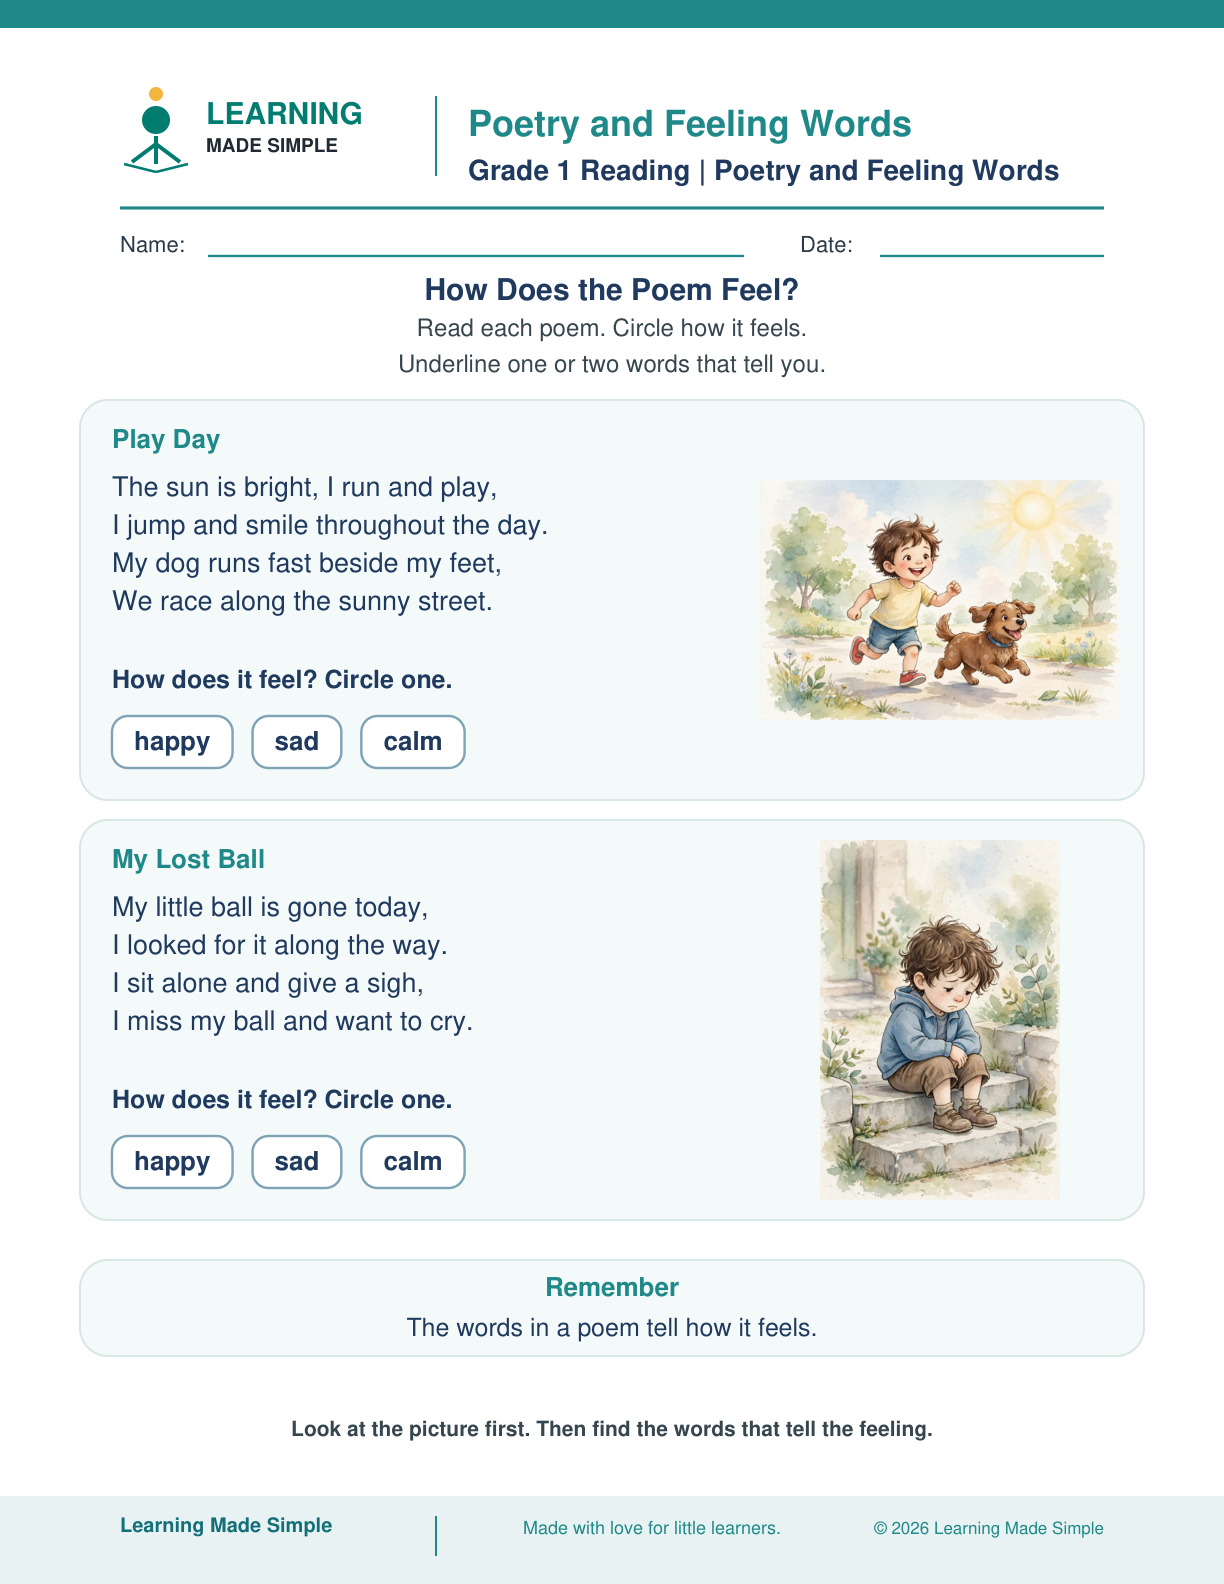 LEARNING
MADE SIMPLE
Poetry and Feeling Words
Grade 1 Reading | Poetry and Feeling Words
Name:
Date:
How Does the Poem Feel?
Read each poem. Circle how it feels.
Underline one or two words that tell you.
Play Day
The sun is bright, I run and play,
I jump and smile throughout the day.
My dog runs fast beside my feet,
We race along the sunny street.
How does it feel? Circle one.
happy sad calm
My Lost Ball
My little ball is gone today,
I looked for it along the way.
I sit alone and give a sigh,
I miss my ball and want to cry.
How does it feel? Circle one.
happy sad calm
Remember
The words in a poem tell how it feels.
Look at the picture first. Then find the words that tell the feeling.
Learning Made Simple
Made with love for little learners.
© 2026 Learning Made Simple